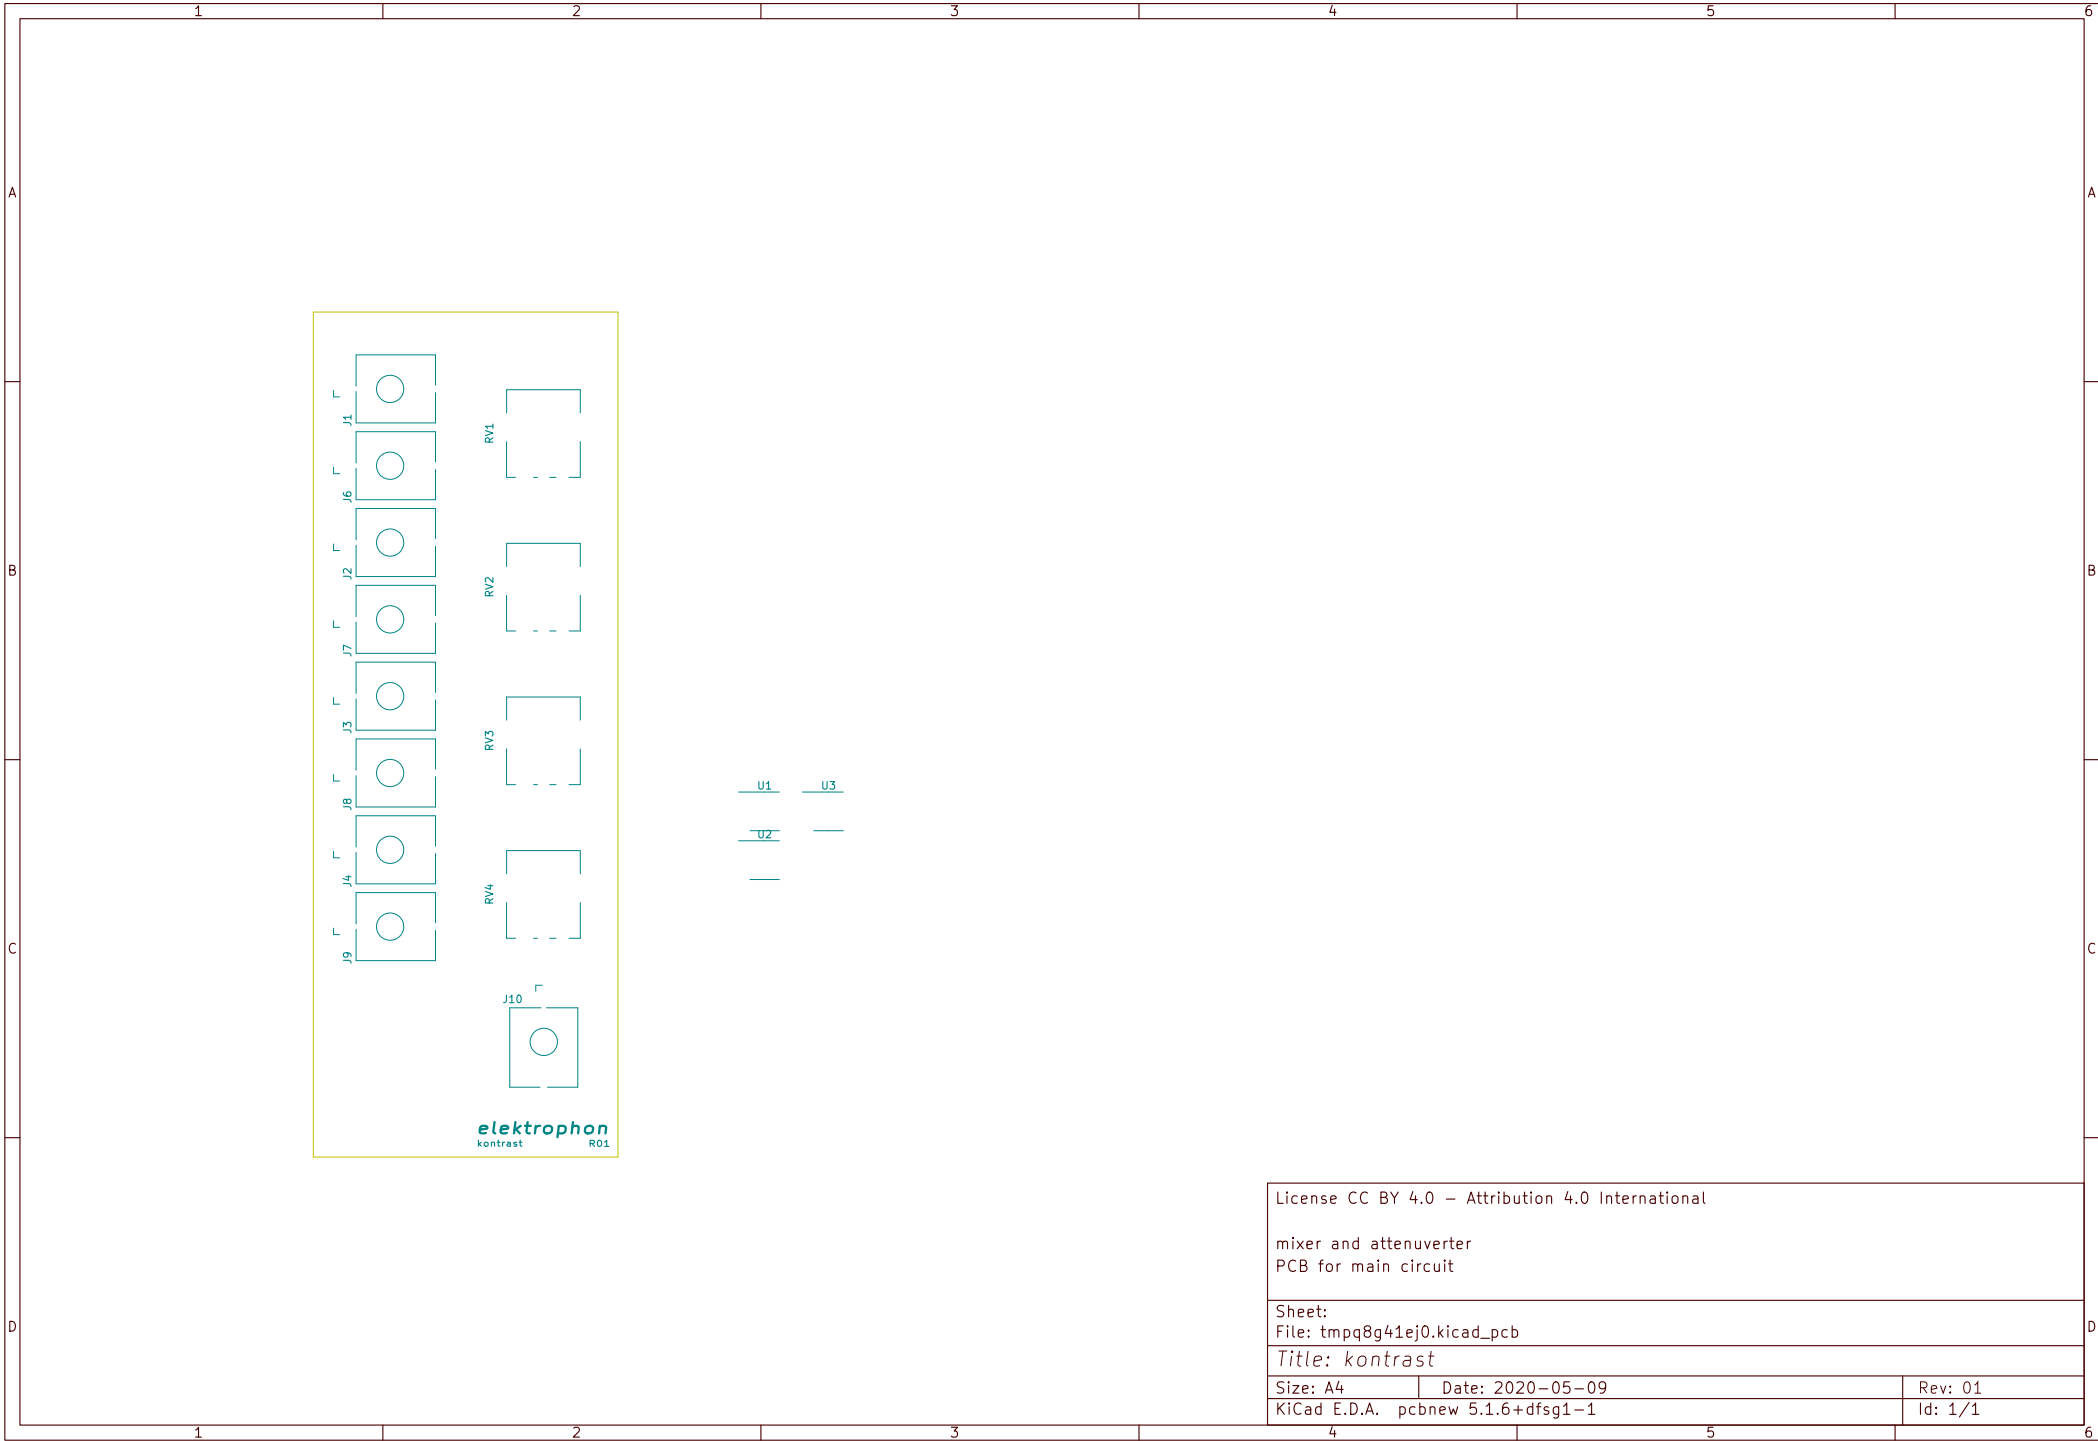 1 2 3 4 5 6
A A
J1
RV1
J6
J2
B B
RV2
J7
J3
RV3
U1 U3
J8
U2
J4
RV4
C C
J9
J10
elektrophon
kontrast R01
License CC BY 4.0 - Attribution 4.0 International
mixer and attenuverter
PCB for main circuit
Sheet:
D D
File: tmpq8g41ej0.kicad_pcb
Title: kontrast
Size: A4 Date: 2020-05-09 Rev: 01
KiCad E.D.A. pcbnew 5.1.6+dfsg1-1 Id: 1/1
1 2 3 4 5 6